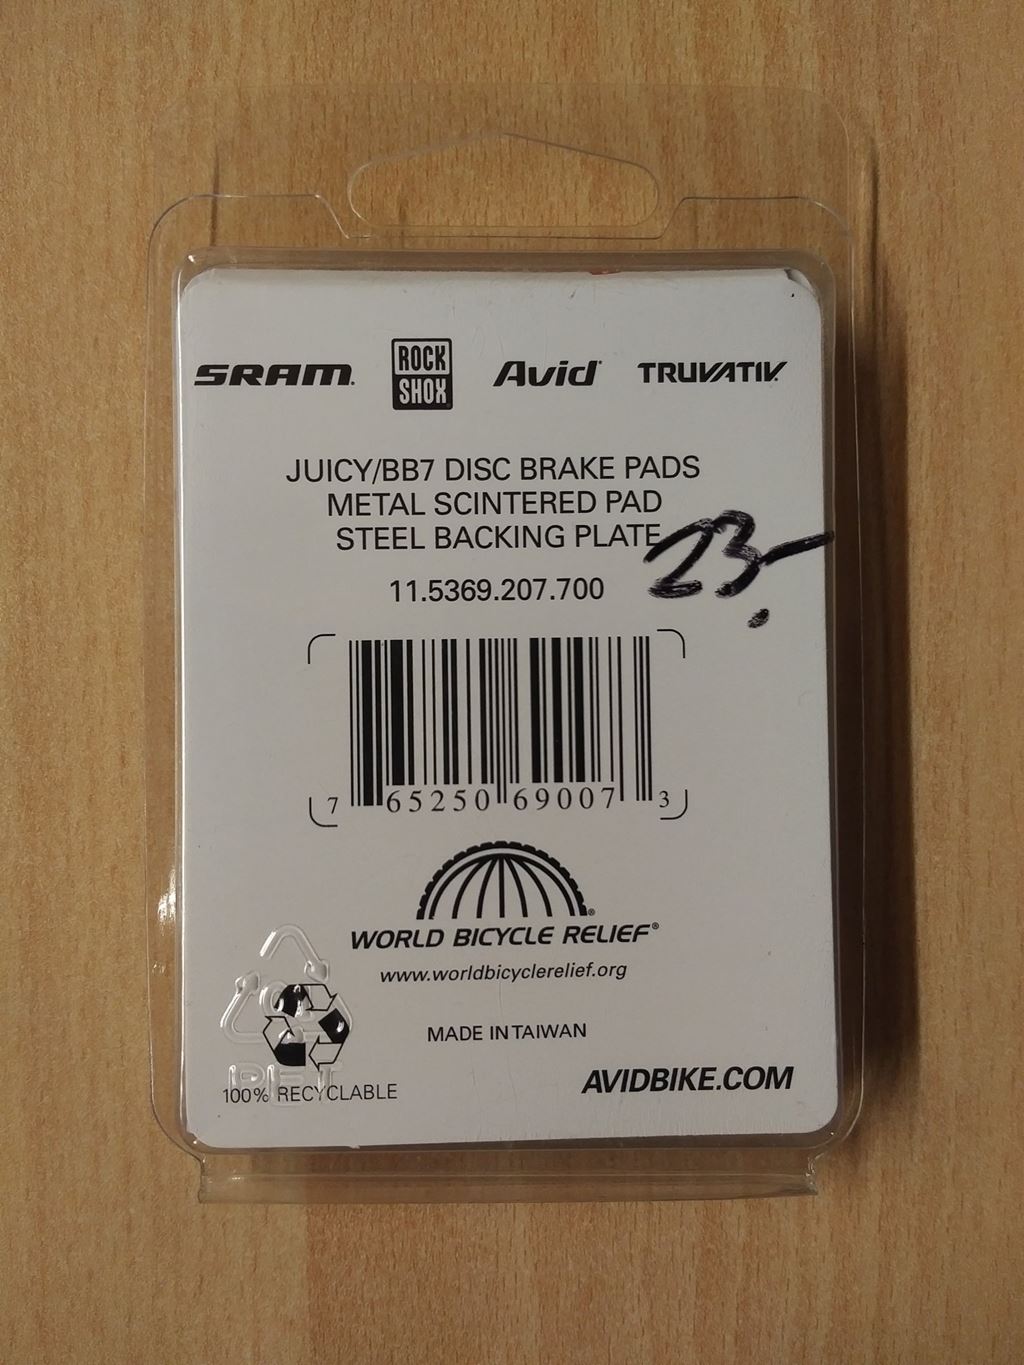 SRAM. ROCK SHOX Avid® TRUVATIV.
JUICY/BB7 DISC BRAKE PADS
METAL SCINTERED PAD
STEEL BACKING PLATE
23.-
11.5369.207.700
7 65250 69007 3
WORLD BICYCLE RELIEF®
www.worldbicyclerelief.org
MADE IN TAIWAN
PET
100% RECYCLABLE
AVIDBIKE.COM